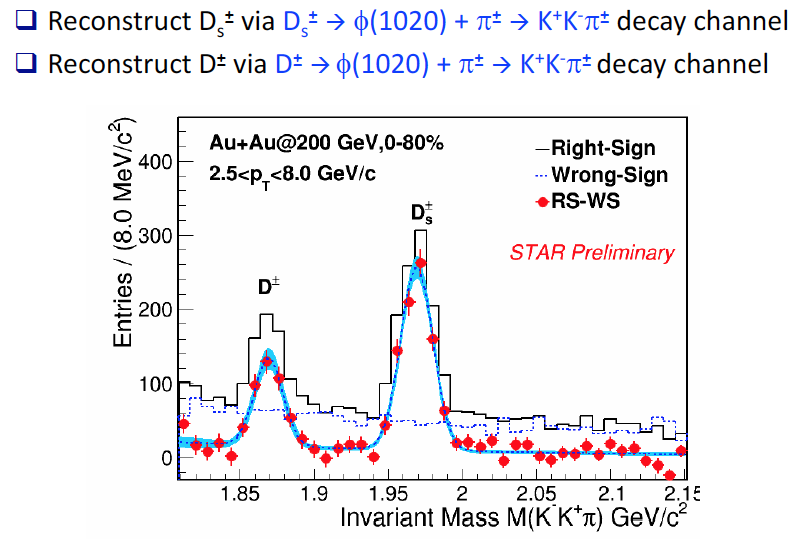 ❑ Reconstruct Ds± via Ds± → ϕ(1020) + π± → K+K-π± decay channel
❑ Reconstruct D± via D± → ϕ(1020) + π± → K+K-π± decay channel
Au+Au@200 GeV,0-80%
2.5<pT<8.0 GeV/c
Right-Sign
Wrong-Sign
RS-WS
STAR Preliminary
Ds±
D±
Entries / (8.0 MeV/c2)
400
300
200
100
0
1.85 1.9 1.95 2 2.05 2.1 2.15
Invariant Mass M(K-K+π) GeV/c2